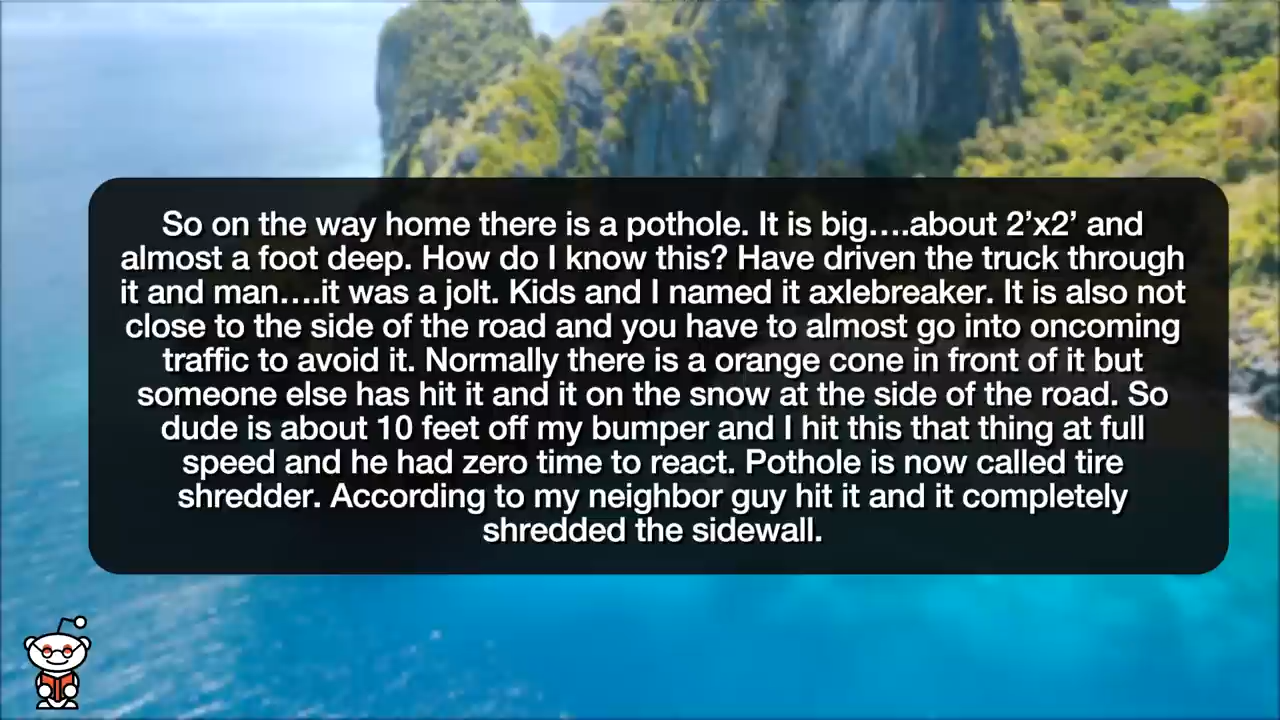 So on the way home there is a pothole. It is big....about 2’x2’ and
almost a foot deep. How do I know this? Have driven the truck through
it and man....it was a jolt. Kids and I named it axlebreaker. It is also not
close to the side of the road and you have to almost go into oncoming
traffic to avoid it. Normally there is a orange cone in front of it but
someone else has hit it and it on the snow at the side of the road. So
dude is about 10 feet off my bumper and I hit this that thing at full
speed and he had zero time to react. Pothole is now called tire
shredder. According to my neighbor guy hit it and it completely
shredded the sidewall.